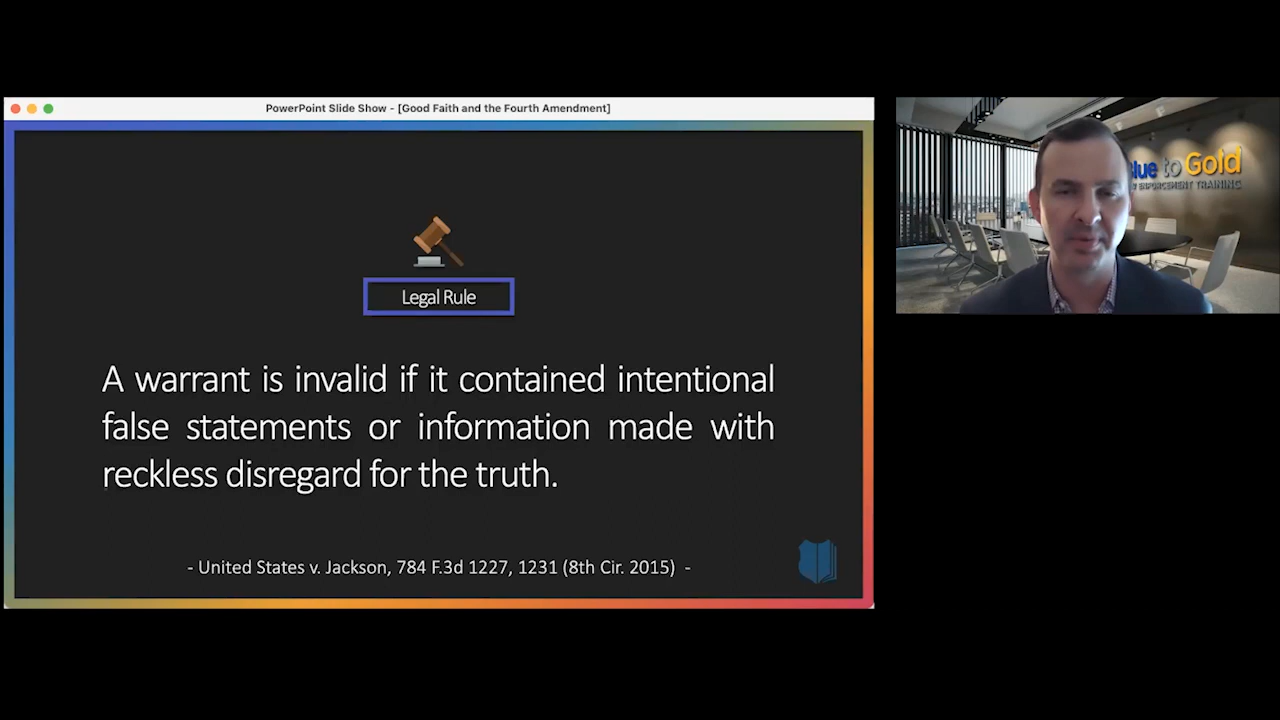 PowerPoint Slide Show - [Good Faith and the Fourth Amendment]
Legal Rule
A warrant is invalid if it contained intentional
false statements or information made with
reckless disregard for the truth.
- United States v. Jackson, 784 F.3d 1227, 1231 (8th Cir. 2015) -
to Gold
ENFORCEMENT TRAINING